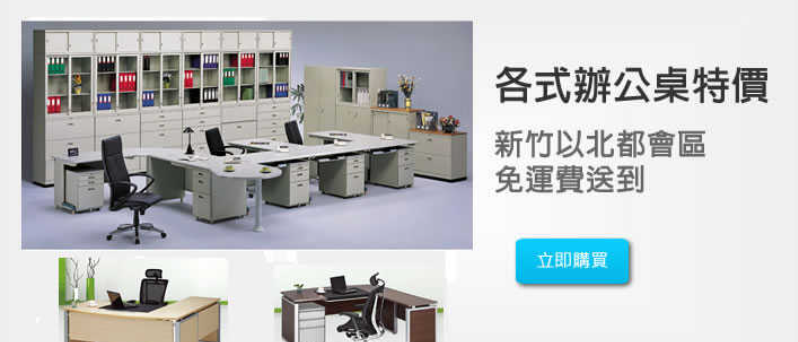 各式辦公桌特價
新竹以北都會區
免運費送到
立即購買